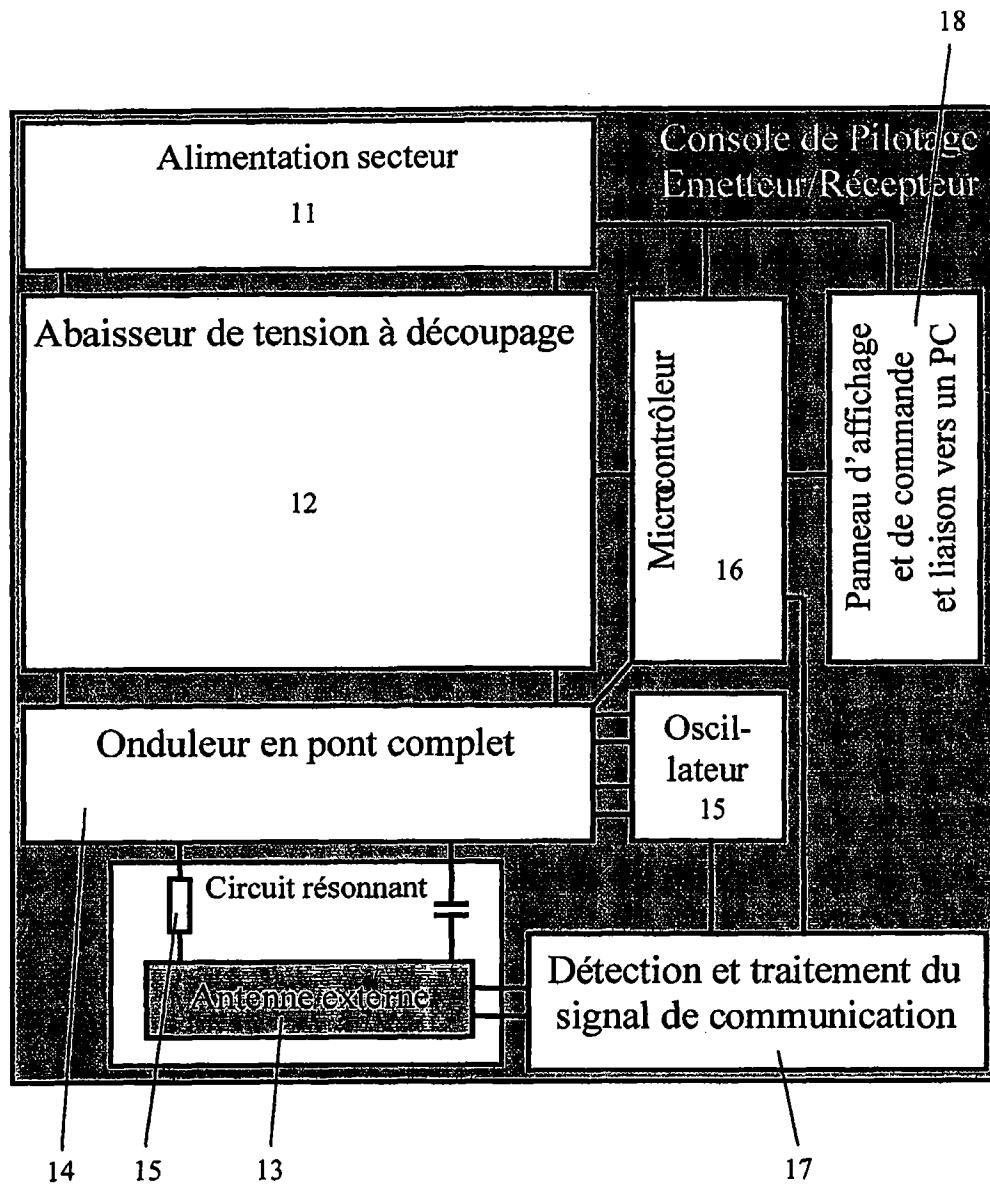 18
Console de Pilotage
Emetteur/Récepteur
Alimentation secteur
11
Abaisseur de tension à découpage
12
Microcontrôleur
16
Panneau d'affichage
et de commande
et liaison vers un PC
Onduleur en pont complet
Oscil-
lateur
15
Circuit résonnant
Antenne externe
Détection et traitement du
signal de communication
14
15
13
17